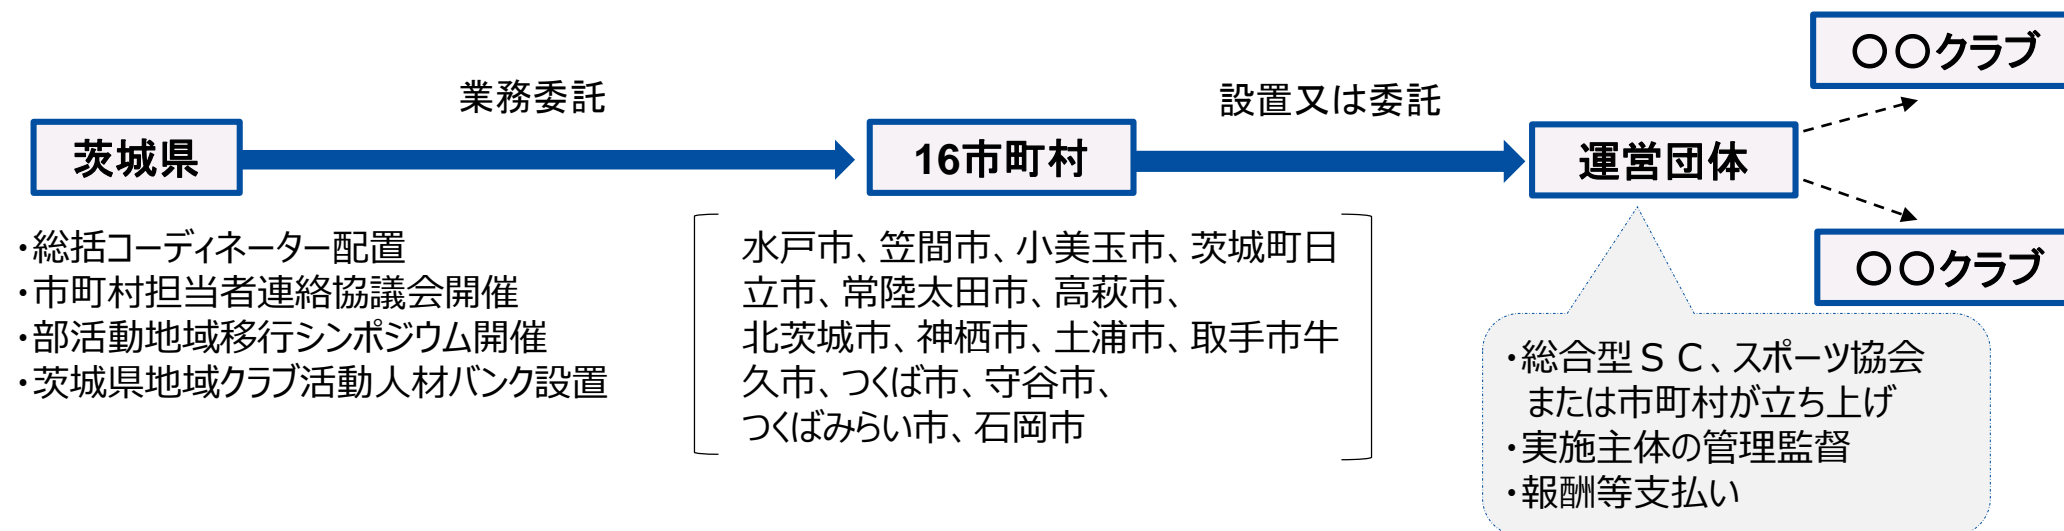 〇〇クラブ
業務委託
設置又は委託
茨城県
16市町村
運営団体
〇〇クラブ
・総括コーディネーター配置
・市町村担当者連絡協議会開催
・部活動地域移行シンポジウム開催
・茨城県地域クラブ活動人材バンク設置
水戸市、笠間市、小美玉市、茨城町日
立市、常陸太田市、高萩市、
北茨城市、神栖市、土浦市、取手市牛
久市、つくば市、守谷市、
つくばみらい市、石岡市
・総合型ＳＣ、スポーツ協会
または市町村が立ち上げ
・実施主体の管理監督
・報酬等支払い